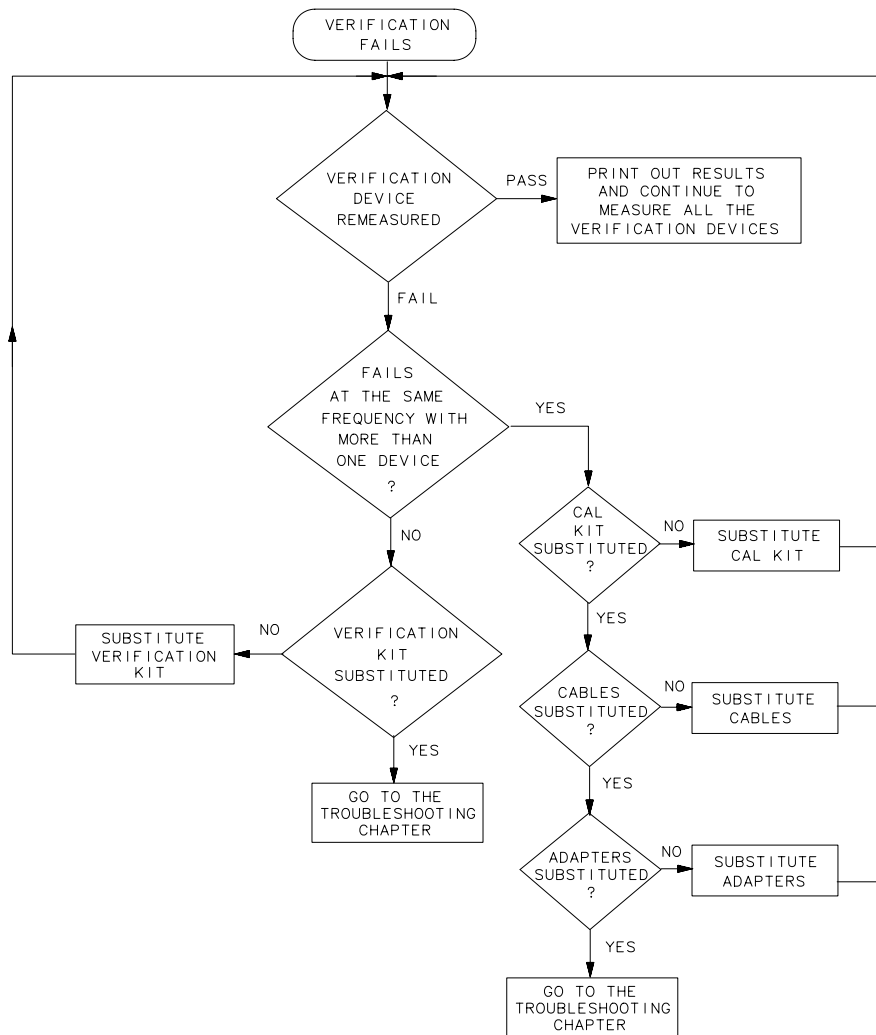 VERIFICATION
FAILS
VERIFICATION
DEVICE
REMEASURED
PASS
PRINT OUT RESULTS
AND CONTINUE TO
MEASURE ALL THE
VERIFICATION DEVICES
FAIL
FAILS
AT THE SAME
FREQUENCY WITH
MORE THAN
ONE DEVICE
?
YES
NO
CAL
KIT
SUBSTITUTED
?
NO
SUBSTITUTE
CAL KIT
YES
VERIFICATION
KIT
SUBSTITUTED
?
NO
SUBSTITUTE
VERIFICATION
KIT
YES
GO TO THE
TROUBLESHOOTING
CHAPTER
CABLES
SUBSTITUTED
?
NO
SUBSTITUTE
CABLES
YES
ADAPTERS
SUBSTITUTED
?
NO
SUBSTITUTE
ADAPTERS
YES
GO TO THE
TROUBLESHOOTING
CHAPTER